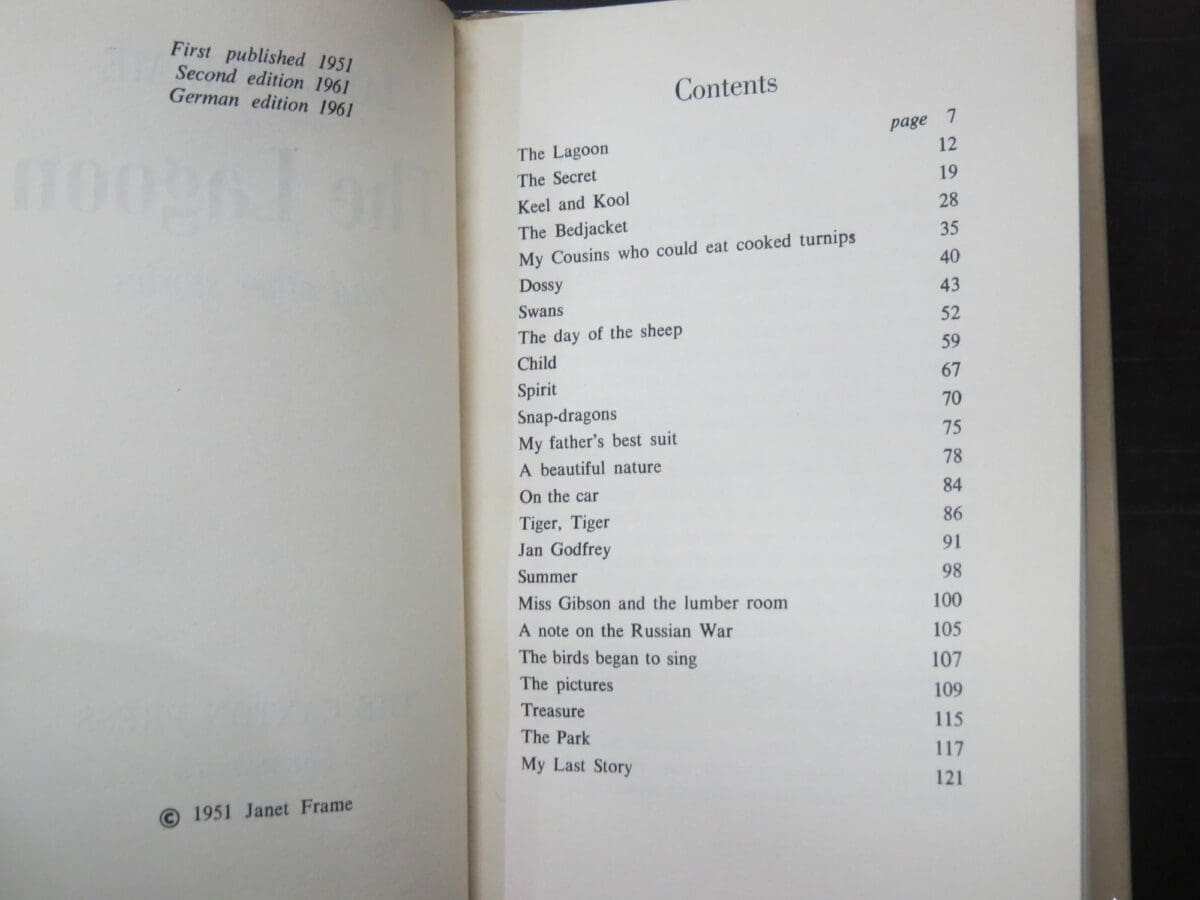 First published 1951
Second edition 1961
German edition 1961
© 1951 Janet Frame
Contents
The Lagoon page 7
The Secret 12
Keel and Kool 19
The Bedjacket 28
My Cousins who could eat cooked turnips 35
Dossy 40
Swans 43
The day of the sheep 52
Child 59
Spirit 67
Snap-dragons 70
My father's best suit 75
A beautiful nature 78
On the car 84
Tiger, Tiger 86
Jan Godfrey 91
Summer 98
Miss Gibson and the lumber room 100
A note on the Russian War 105
The birds began to sing 107
The pictures 109
Treasure 115
The Park 117
My Last Story 121